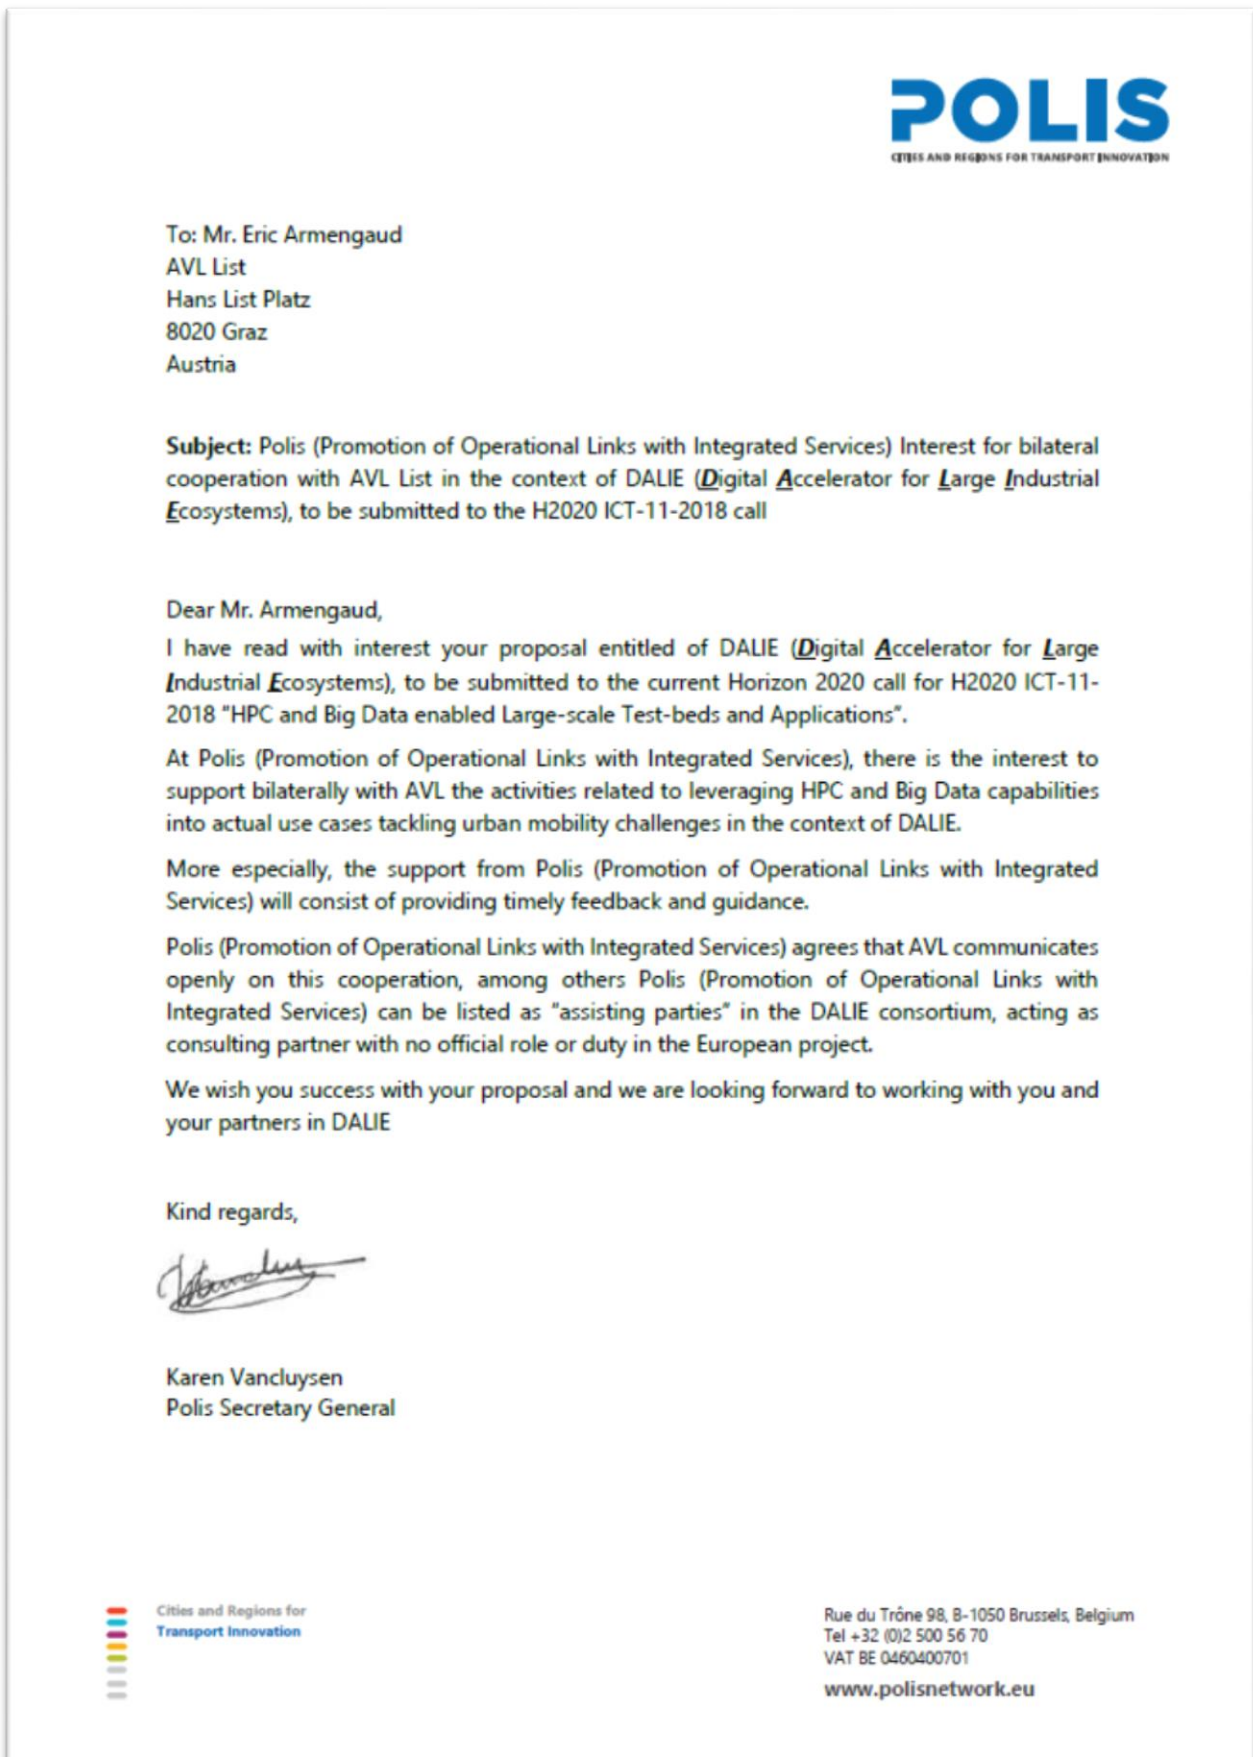 POLIS
CITIES AND REGIONS FOR TRANSPORT INNOVATION
To: Mr. Eric Armengaud
AVL List
Hans List Platz
8020 Graz
Austria
Subject: Polis (Promotion of Operational Links with Integrated Services) Interest for bilateral
cooperation with AVL List in the context of DALIE (Digital Accelerator for Large Industrial
Ecosystems), to be submitted to the H2020 ICT-11-2018 call
Dear Mr. Armengaud,
I have read with interest your proposal entitled of DALIE (Digital Accelerator for Large
Industrial Ecosystems), to be submitted to the current Horizon 2020 call for H2020 ICT-11-
2018 "HPC and Big Data enabled Large-scale Test-beds and Applications".
At Polis (Promotion of Operational Links with Integrated Services), there is the interest to
support bilaterally with AVL the activities related to leveraging HPC and Big Data capabilities
into actual use cases tackling urban mobility challenges in the context of DALIE.
More especially, the support from Polis (Promotion of Operational Links with Integrated
Services) will consist of providing timely feedback and guidance.
Polis (Promotion of Operational Links with Integrated Services) agrees that AVL communicates
openly on this cooperation, among others Polis (Promotion of Operational Links with
Integrated Services) can be listed as "assisting parties" in the DALIE consortium, acting as
consulting partner with no official role or duty in the European project.
We wish you success with your proposal and we are looking forward to working with you and
your partners in DALIE
Kind regards,
Karen Vancluysen
Polis Secretary General
Cities and Regions for
Transport Innovation
Rue du Trône 98, B-1050 Brussels, Belgium
Tel +32 (0)2 500 56 70
VAT BE 0460400701
www.polisnetwork.eu